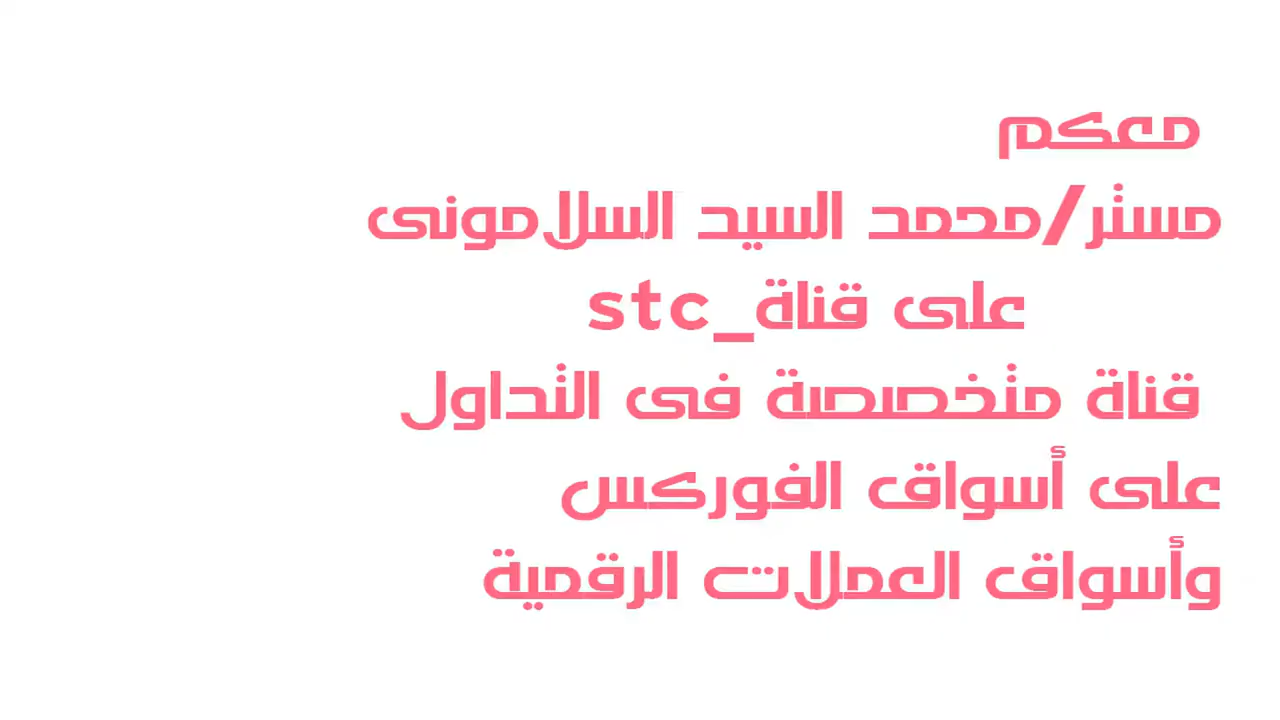 معكم
مستر/محمد السيد السلامونى
على قناة_stc
قناة متخصصة فى التداول
على أسواق الفوركس
وأسواق العملات الرقمية